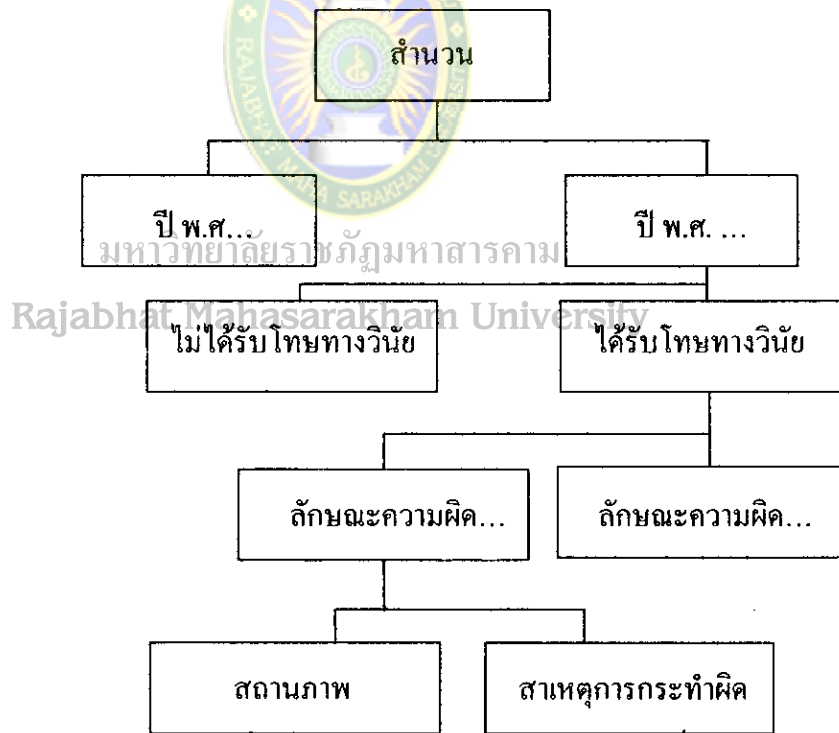 สำนวน
RAJABHAT MAHA SARAKHAM UNIVERSITY
ปี พ.ศ...
ปี พ.ศ. ...
มหาวิทยาลัยราชภัฏมหาสารคาม
Rajabhat Mahasarakham University
ไม่ได้รับโทษทางวินัย
ได้รับโทษทางวินัย
ลักษณะความผิด...
ลักษณะความผิด...
สถานภาพ
สาเหตุการกระทำผิด